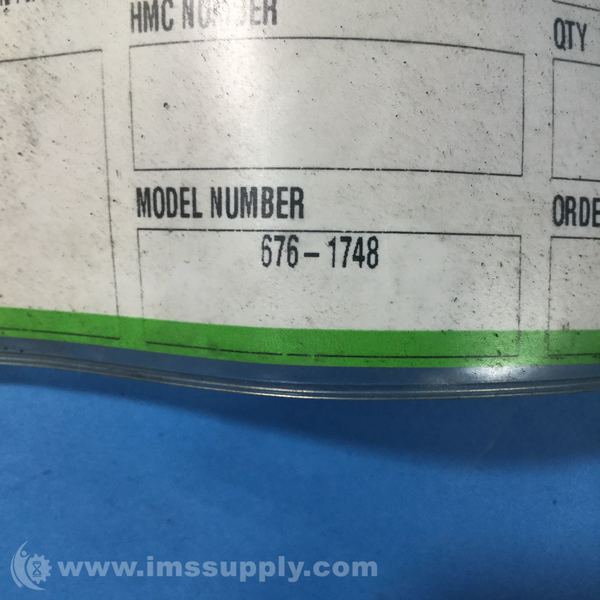 HMC NUMBER
QTY
MODEL NUMBER
676-1748
www.imssupply.com